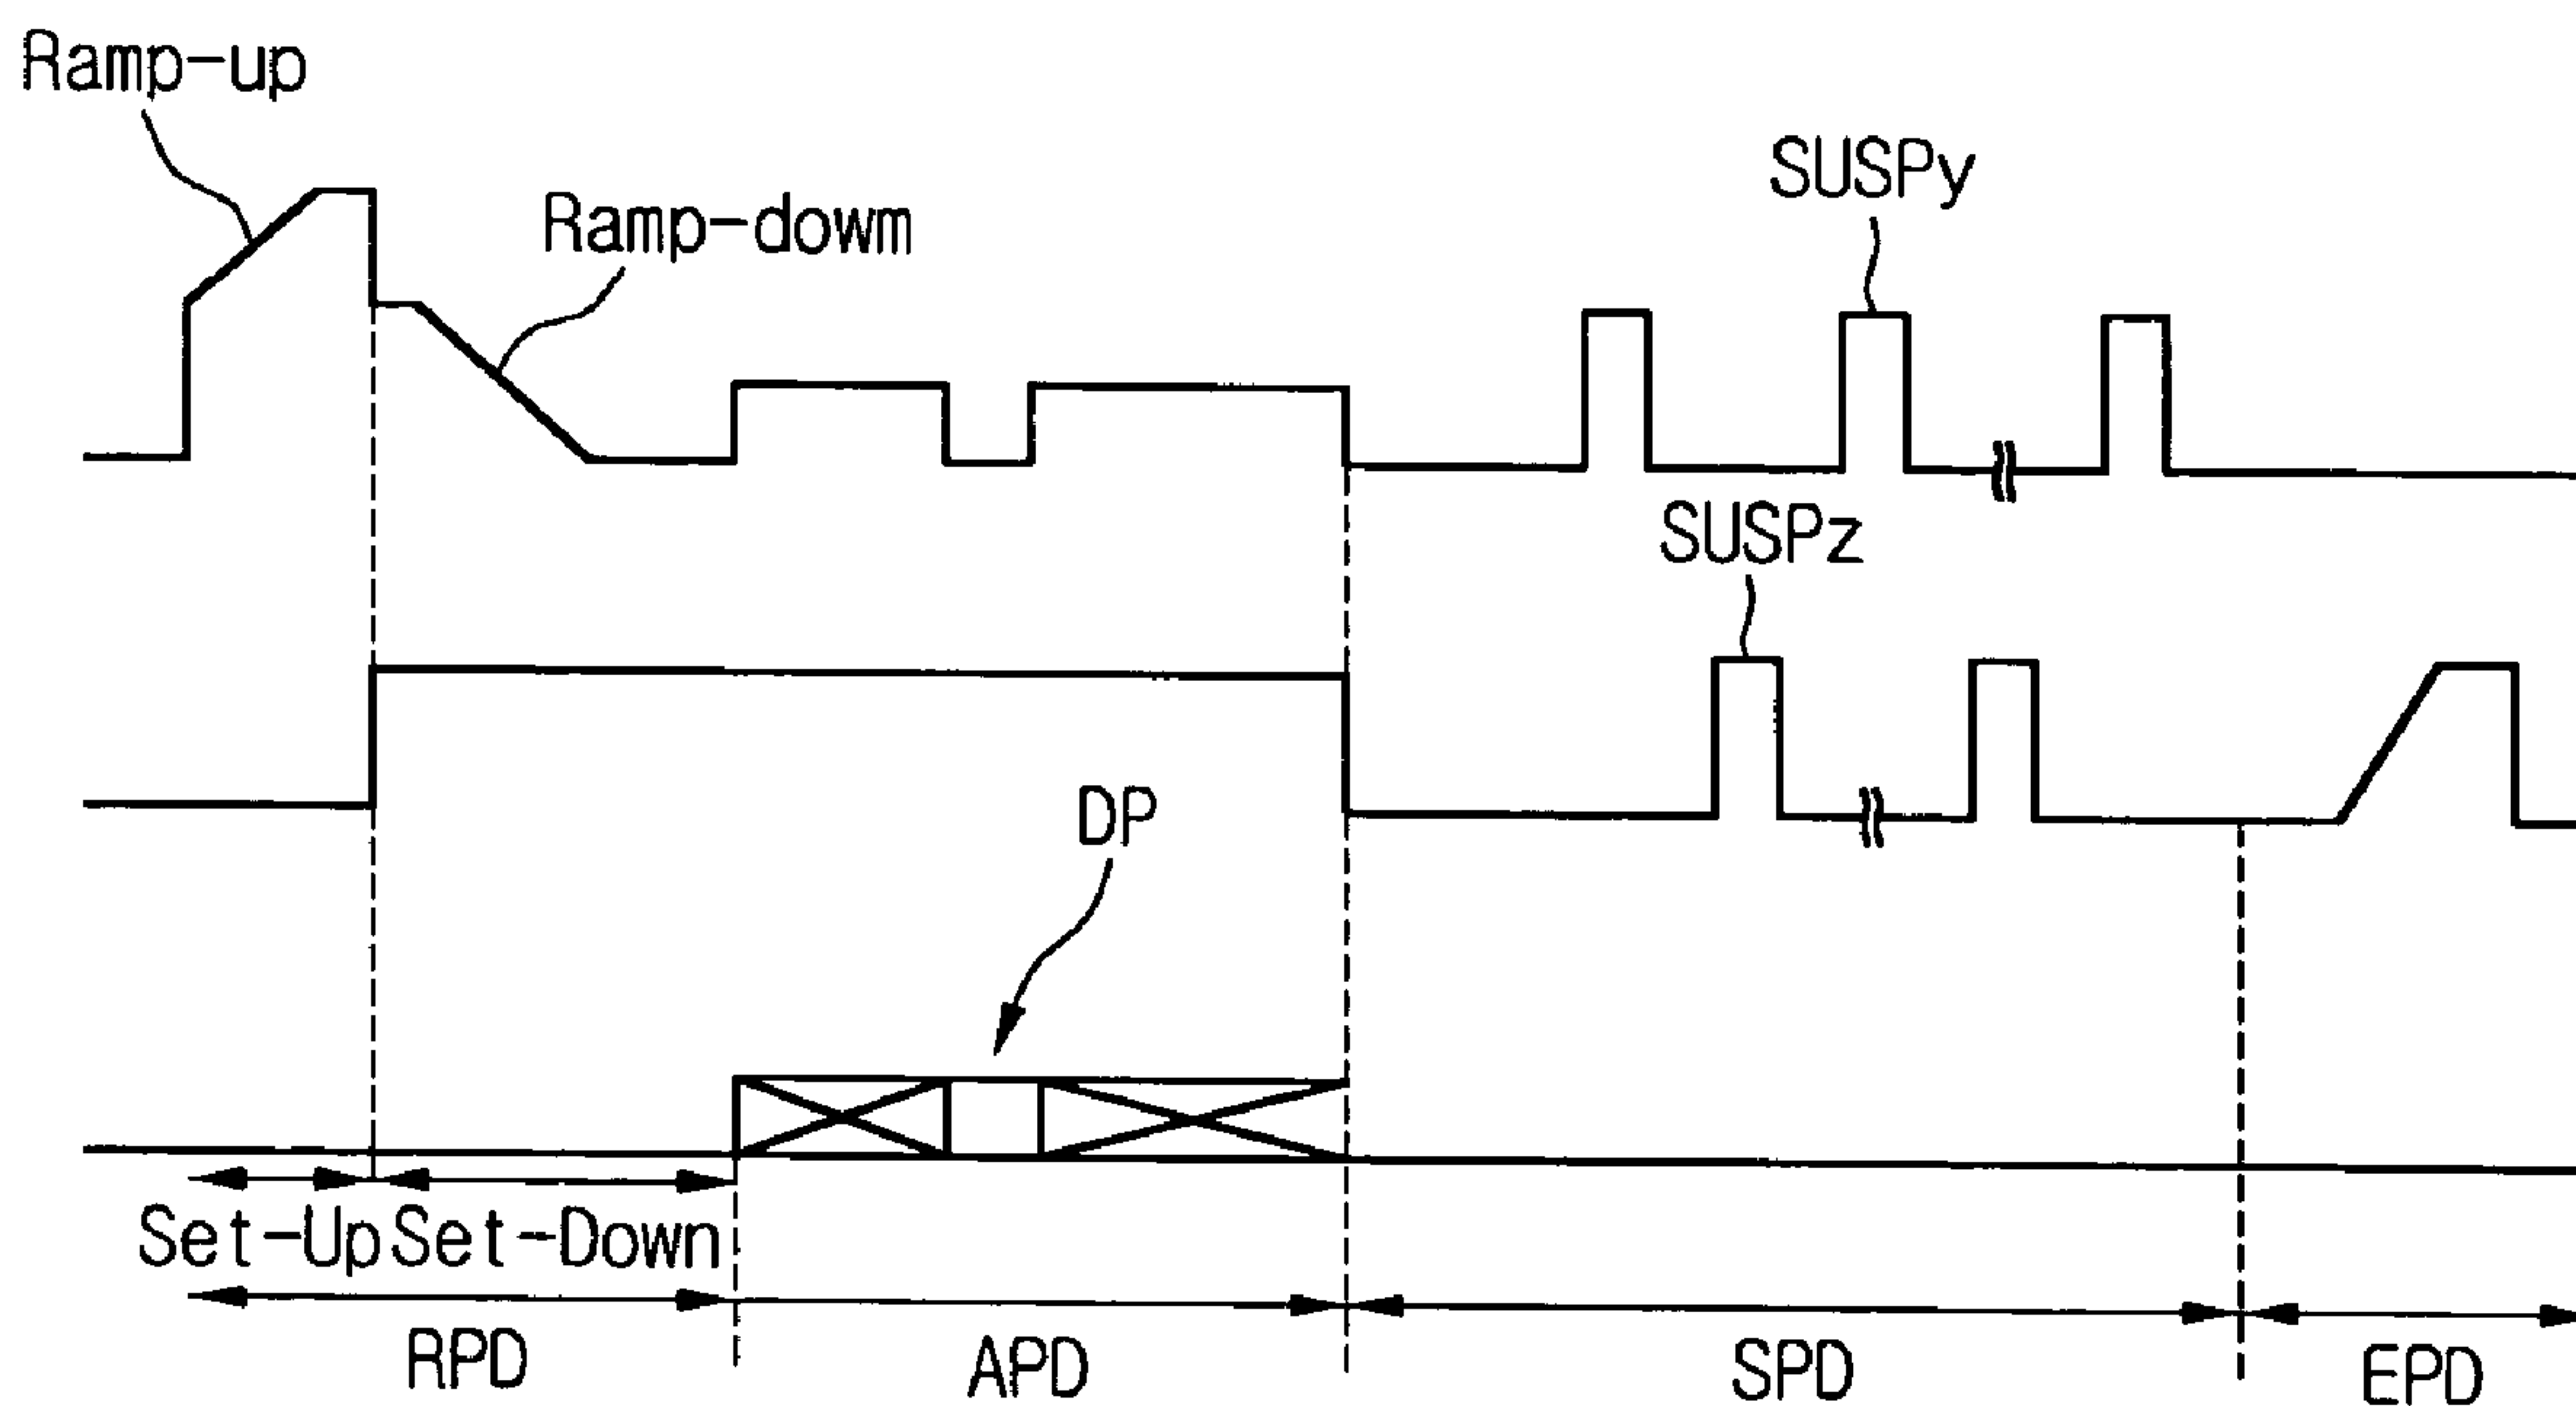 Ramp-up
SUSPy
Ramp-dowm
SUSPz
DP
Set-Up Set-Down
RPD
APD
SPD
EPD